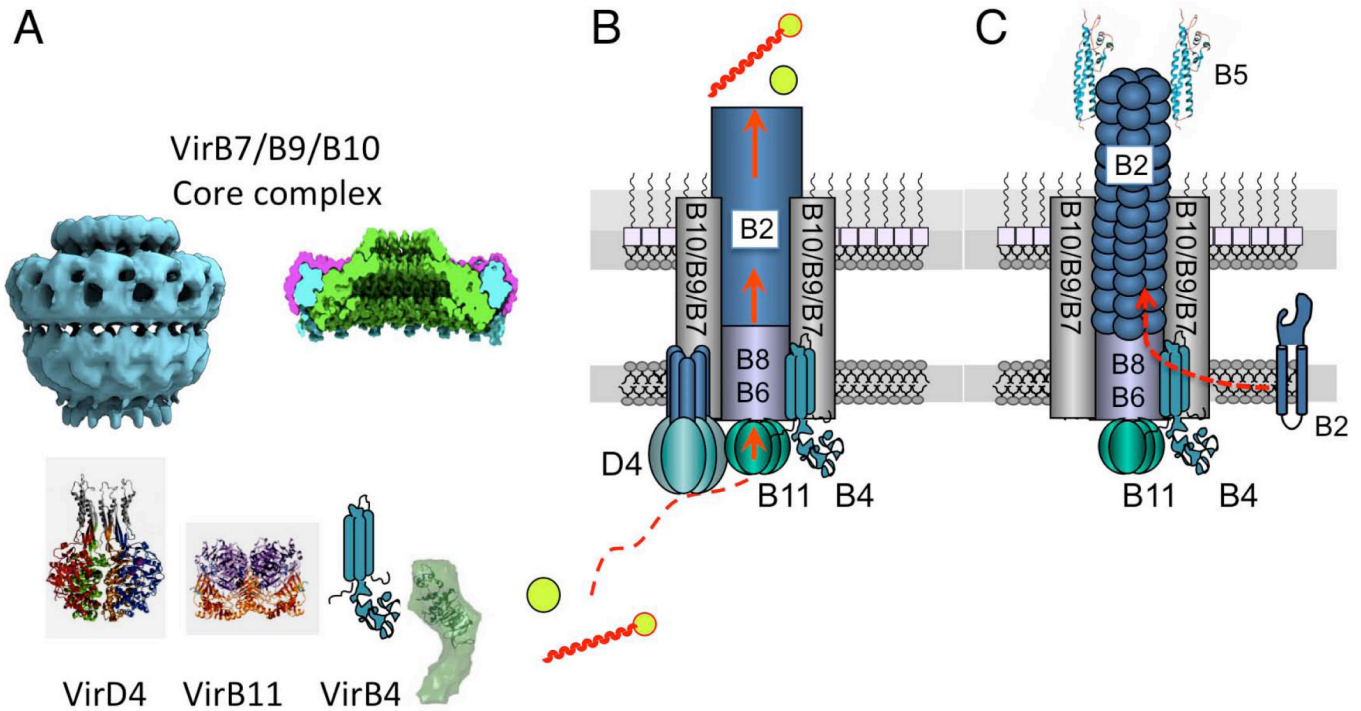 A
VirB7/B9/B10
Core complex
VirD4
VirB11
VirB4
B
B2
B10/B9/B7
B10/B9/B7
B8
B6
D4
B11
B4
C
B5
B2
B10/B9/B7
B10/B9/B7
B8
B6
B2
B11
B4